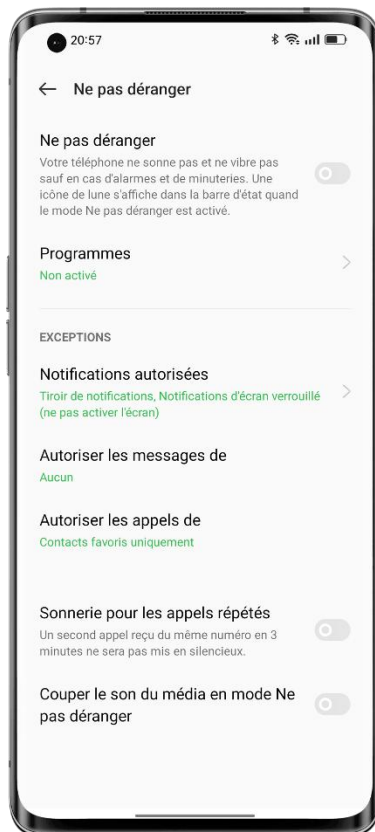 20:57
Ne pas déranger
Ne pas déranger
Votre téléphone ne sonne pas et ne vibre pas
sauf en cas d'alarmes et de minuteries. Une
icône de lune s'affiche dans la barre d'état quand
le mode Ne pas déranger est activé.
Programmes
Non activé
EXCEPTIONS
Notifications autorisées
Tiroir de notifications, Notifications d'écran verrouillé
(ne pas activer l'écran)
Autoriser les messages de
Aucun
Autoriser les appels de
Contacts favoris uniquement
Sonnerie pour les appels répétés
Un second appel reçu du même numéro en 3
minutes ne sera pas mis en silencieux.
Couper le son du média en mode Ne
pas déranger